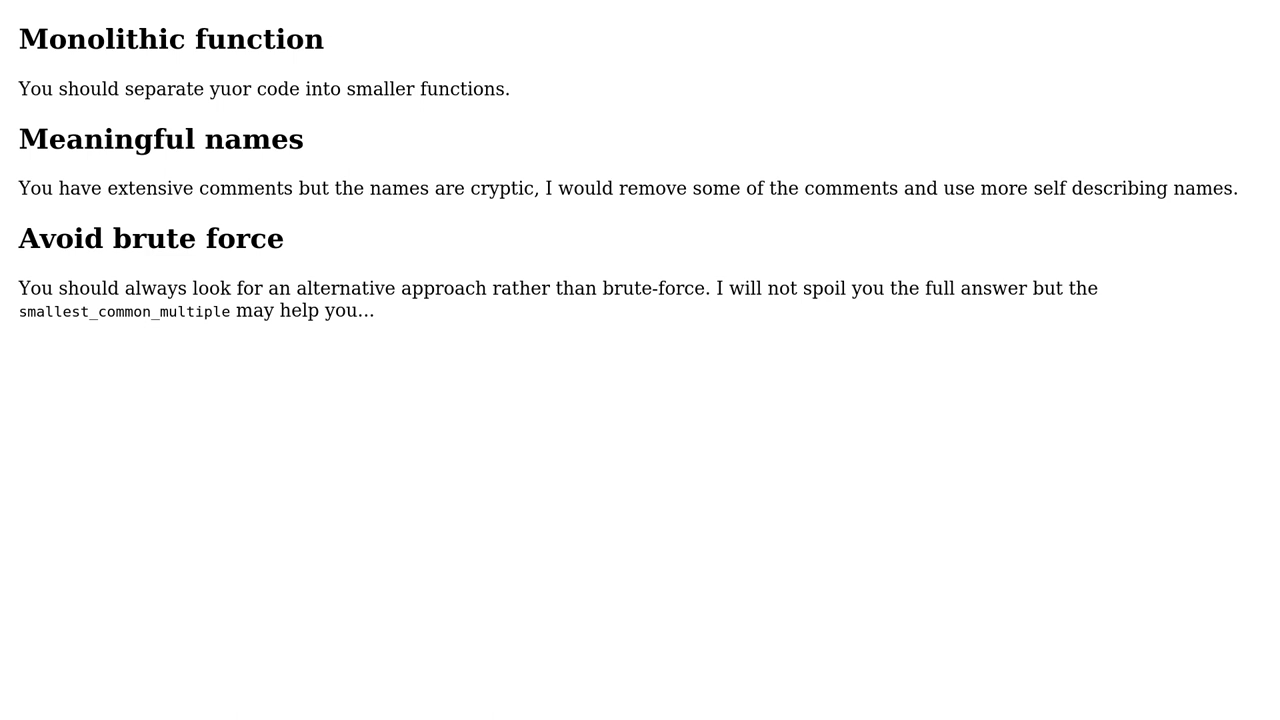 Monolithic function
You should separate yuor code into smaller functions.
Meaningful names
You have extensive comments but the names are cryptic, I would remove some of the comments and use more self describing names.
Avoid brute force
You should always look for an alternative approach rather than brute-force. I will not spoil you the full answer but the
smallest_common_multiple may help you...